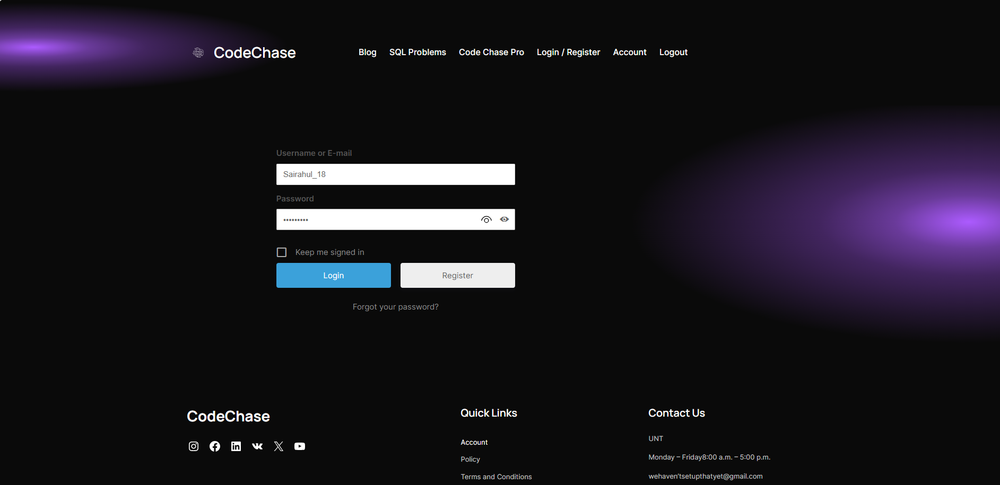 CODE CHASE
CodeChase
Blog SQL Problems Code Chase Pro Login / Register Account Logout
Username or E-mail
Sairahul_18
Password
•••••••••
Keep me signed in
Login Register
Forgot your password?
CodeChase
Quick Links
Account
Policy
Terms and Conditions
Contact Us
UNT
Monday – Friday8:00 a.m. – 5:00 p.m.
wehaven’tsetupthatyet@gmail.com